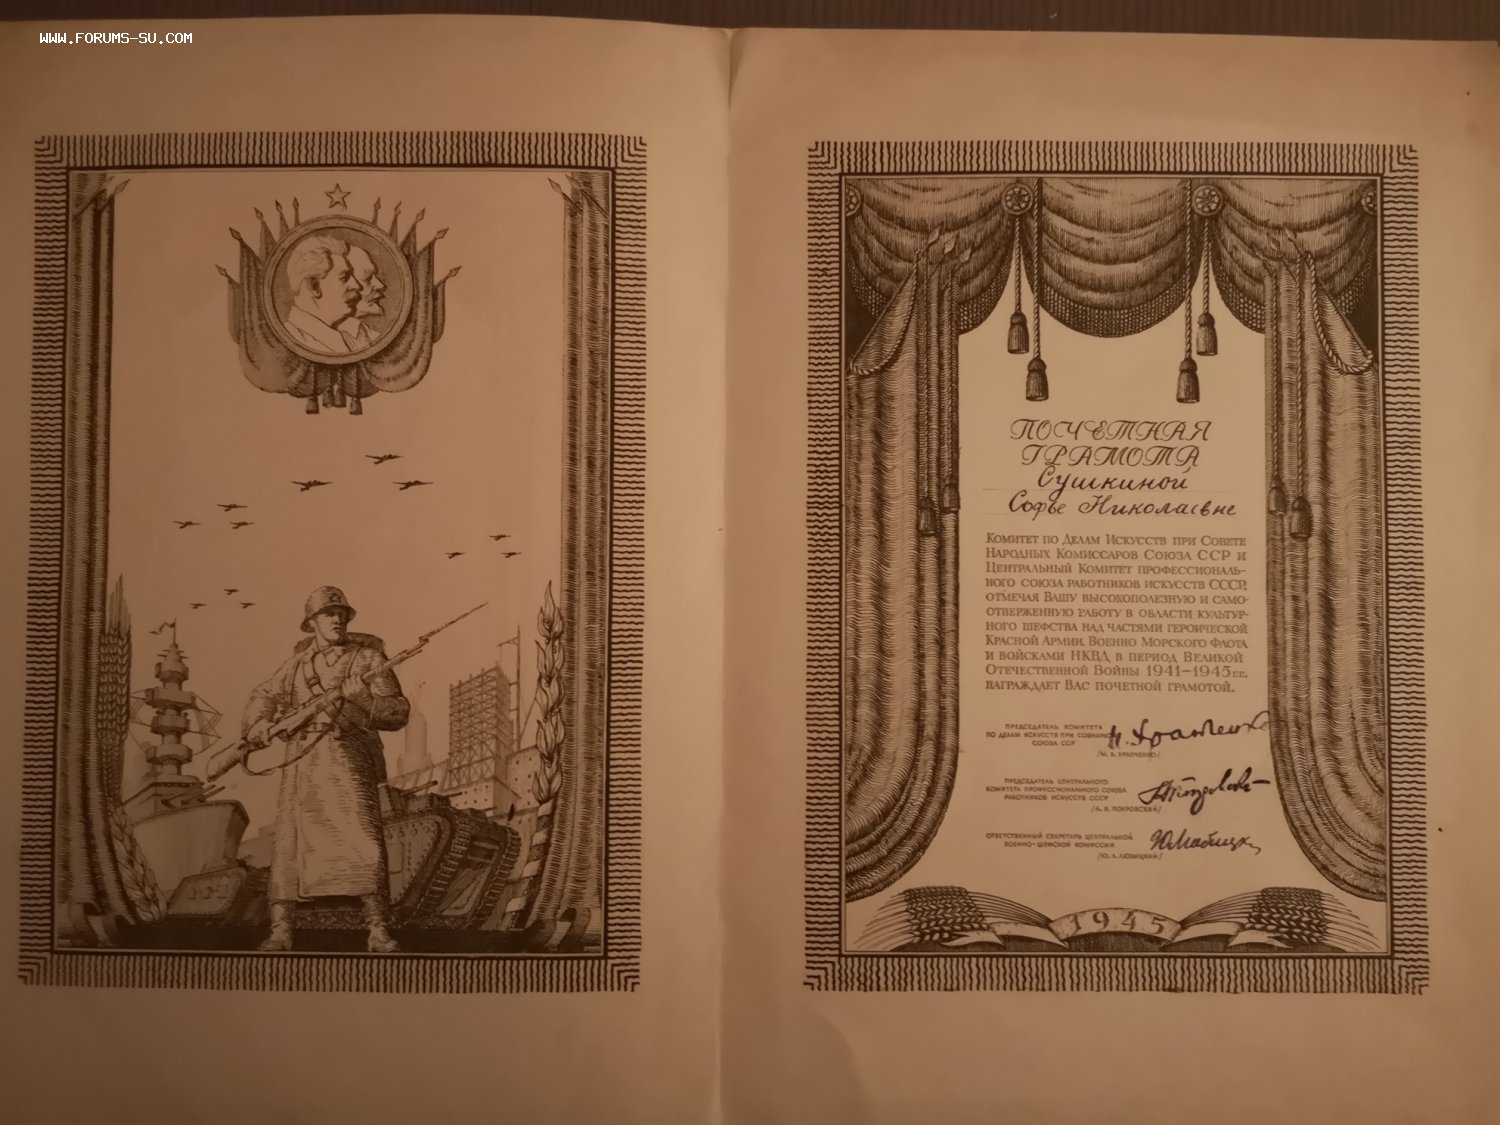 WWW.FORUMS-SU.COM
ПОЧЕТНАЯ
ГРАМОТА
Сушкиной
Софье Николаевне
Комитет по Делам Искусств при Совете
Народных Комиссаров Союза ССР и
Центральный Комитет профессиональ-
ного союза работников искусств СССР,
отмечая Вашу высокополезную и само-
отверженную работу в области культур-
ного шефства над частями героической
Красной Армии, Военно Морского Флота
и войсками НКВД в период Великой
Отечественной Войны 1941–1945 г.г.,
награждает Вас почетной грамотой.
ПРЕДСЕДАТЕЛЬ КОМИТЕТА
ПО ДЕЛАМ ИСКУССТВ ПРИ СОВНАРКОМЕ
СОЮЗА ССР
М. Храпченко
/М. Б. ХРАПЧЕНКО/
ПРЕДСЕДАТЕЛЬ ЦЕНТРАЛЬНОГО
КОМИТЕТА ПРОФЕССИОНАЛЬНОГО СОЮЗА
РАБОТНИКОВ ИСКУССТВ СССР
/А. В. ПОКРОВСКИЙ/
ОТВЕТСТВЕННЫЙ СЕКРЕТАРЬ ЦЕНТРАЛЬНОЙ
ВОЕННО-ШЕФСКОЙ КОМИССИИ
/Ю. Л. ЛЮБИЦКИЙ/
1945